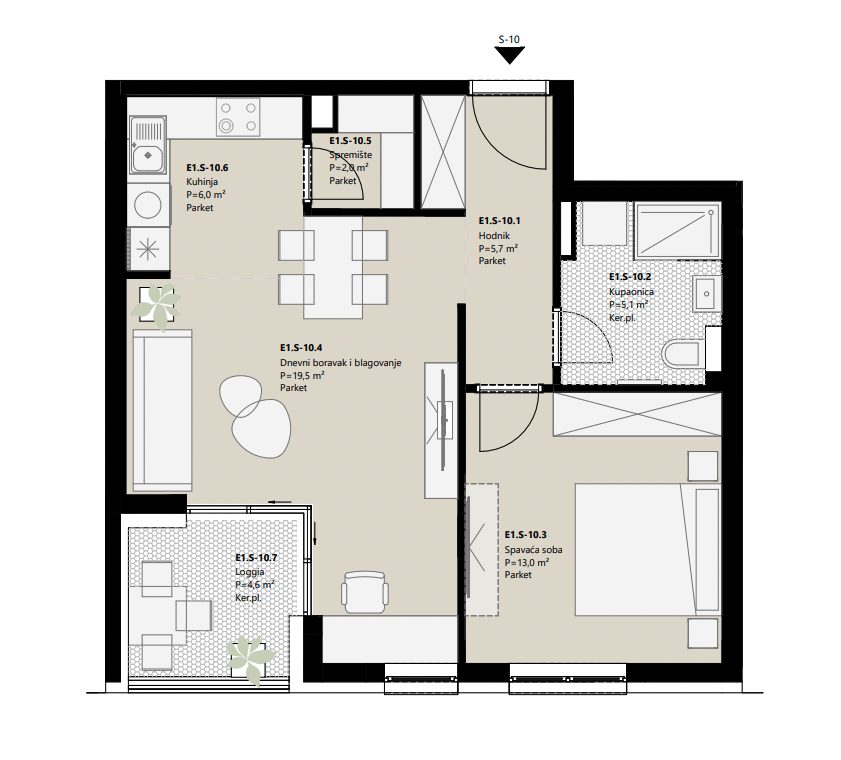 S-10
E1.S-10.5
Spremište
P=2,0 m²
Parket
E1.S-10.6
Kuhinja
P=6,0 m²
Parket
E1.S-10.1
Hodnik
P=5,7 m²
Parket
E1.S-10.2
Kupaonica
P=5,1 m²
Ker.pl.
E1.S-10.4
Dnevni boravak i blagovanje
P=19,5 m²
Parket
E1.S-10.3
Spavaća soba
P=13,0 m²
Parket
E1.S-10.7
Loggia
P=4,6 m²
Ker.pl.